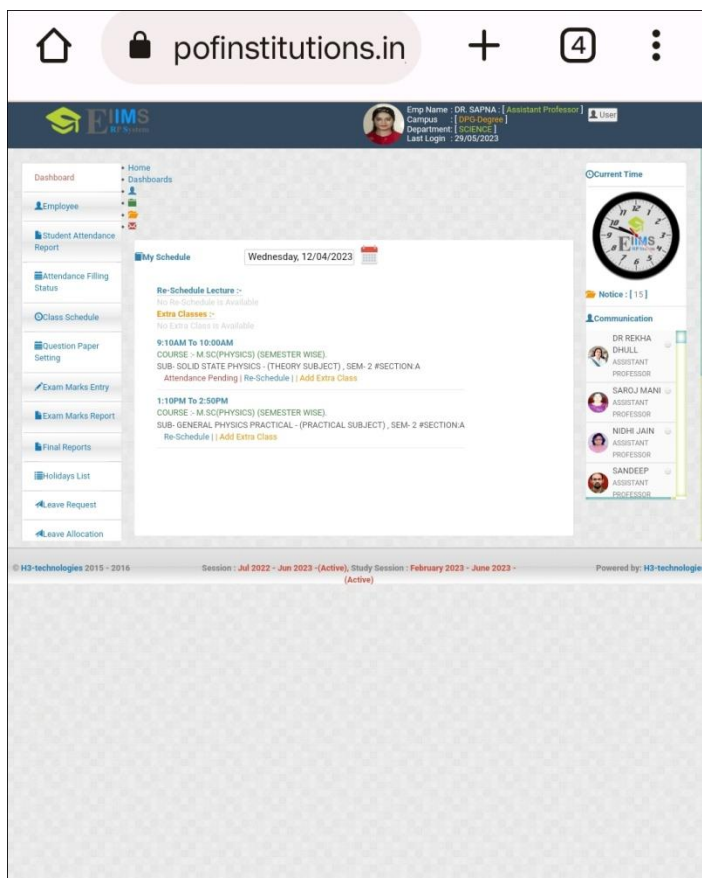 pofinstitutions.in
4
EIIMS
ERP System
Emp Name : DR. SAPNA : [ Assistant Professor ]
Campus : [ DPG-Degree ]
Department: [ SCIENCE ]
Last Login : 29/05/2023
User
Dashboard
Employee
Student Attendance
Report
Attendance Filling
Status
Class Schedule
Question Paper
Setting
Exam Marks Entry
Exam Marks Report
Final Reports
Holidays List
Leave Request
Leave Allocation
Home
Dashboards
My Schedule
Wednesday, 12/04/2023
Re-Schedule Lecture :-
No Re-Schedule is Available
Extra Classes :-
No Extra Class is Available
9:10AM To 10:00AM
COURSE :- M.SC(PHYSICS) (SEMESTER WISE).
SUB- SOLID STATE PHYSICS - (THEORY SUBJECT) , SEM- 2 #SECTION:A
Attendance Pending | Re-Schedule | | Add Extra Class
1:10PM To 2:50PM
COURSE :- M.SC(PHYSICS) (SEMESTER WISE).
SUB- GENERAL PHYSICS PRACTICAL - (PRACTICAL SUBJECT) , SEM- 2 #SECTION:A
Re-Schedule | | Add Extra Class
Current Time
EIIMS
Notice : [ 15 ]
Communication
DR REKHA
DHULL
ASSISTANT
PROFESSOR
SAROJ MANI
ASSISTANT
PROFESSOR
NIDHI JAIN
ASSISTANT
PROFESSOR
SANDEEP
ASSISTANT
PROFESSOR
© H3-technologies 2015 - 2016
Session : Jul 2022 - Jun 2023 -(Active), Study Session : February 2023 - June 2023 -
(Active)
Powered by: H3-technologie